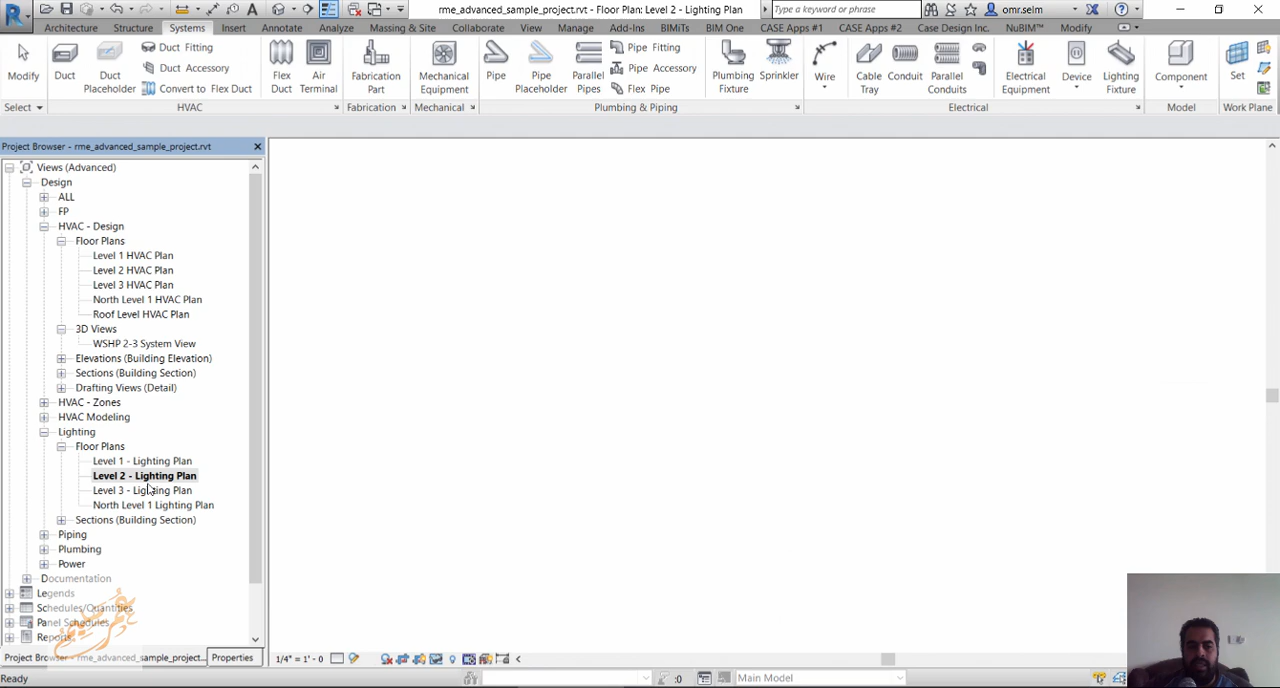 rme_advanced_sample_project.rvt - Floor Plan: Level 2 - Lighting Plan
Type a keyword or phrase
omr.selm
Architecture Structure Systems Insert Annotate Analyze Massing & Site Collaborate View Manage Add-Ins BIMiTs BIM One CASE Apps #1 CASE Apps #2 Case Design Inc. NuBIM™ Modify
Modify
Duct
Duct Placeholder
Duct Fitting
Duct Accessory
Convert to Flex Duct
Flex Duct
Air Terminal
Fabrication Part
Mechanical Equipment
Pipe
Pipe Placeholder
Parallel Pipes
Pipe Fitting
Pipe Accessory
Flex Pipe
Plumbing Fixture
Sprinkler
Wire
Cable Tray
Conduit
Parallel Conduits
Electrical Equipment
Device
Lighting Fixture
Component
Set
Select HVAC Fabrication Mechanical Plumbing & Piping Electrical Model Work Plane
Project Browser - rme_advanced_sample_project.rvt
Views (Advanced)
Design
ALL
FP
HVAC - Design
Floor Plans
Level 1 HVAC Plan
Level 2 HVAC Plan
Level 3 HVAC Plan
North Level 1 HVAC Plan
Roof Level HVAC Plan
3D Views
WSHP 2-3 System View
Elevations (Building Elevation)
Sections (Building Section)
Drafting Views (Detail)
HVAC - Zones
HVAC Modeling
Lighting
Floor Plans
Level 1 - Lighting Plan
Level 2 - Lighting Plan
Level 3 - Lighting Plan
North Level 1 Lighting Plan
Sections (Building Section)
Piping
Plumbing
Power
Documentation
Legends
Schedules/Quantities
Panel Schedules
Reports
Project Browser - rme_advanced_sample_project... Properties
1/4" = 1' - 0
Ready
:0
Main Model